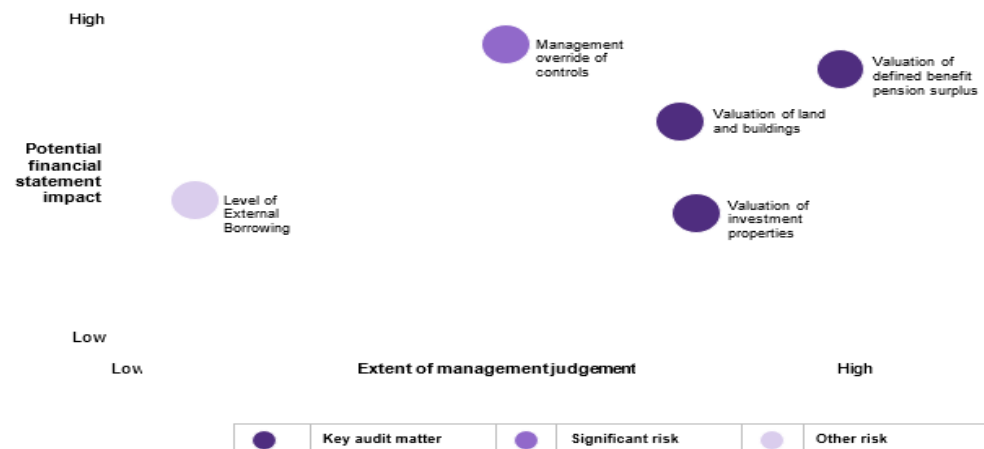 High
Management
override of
controls
Valuation of
defined benefit
pension surplus
Valuation of land
and buildings
Potential
financial
statement
impact
Level of
External
Borrowing
Valuation of
investment
properties
Low
Low
Extent of management judgement
High
Key audit matter
Significant risk
Other risk